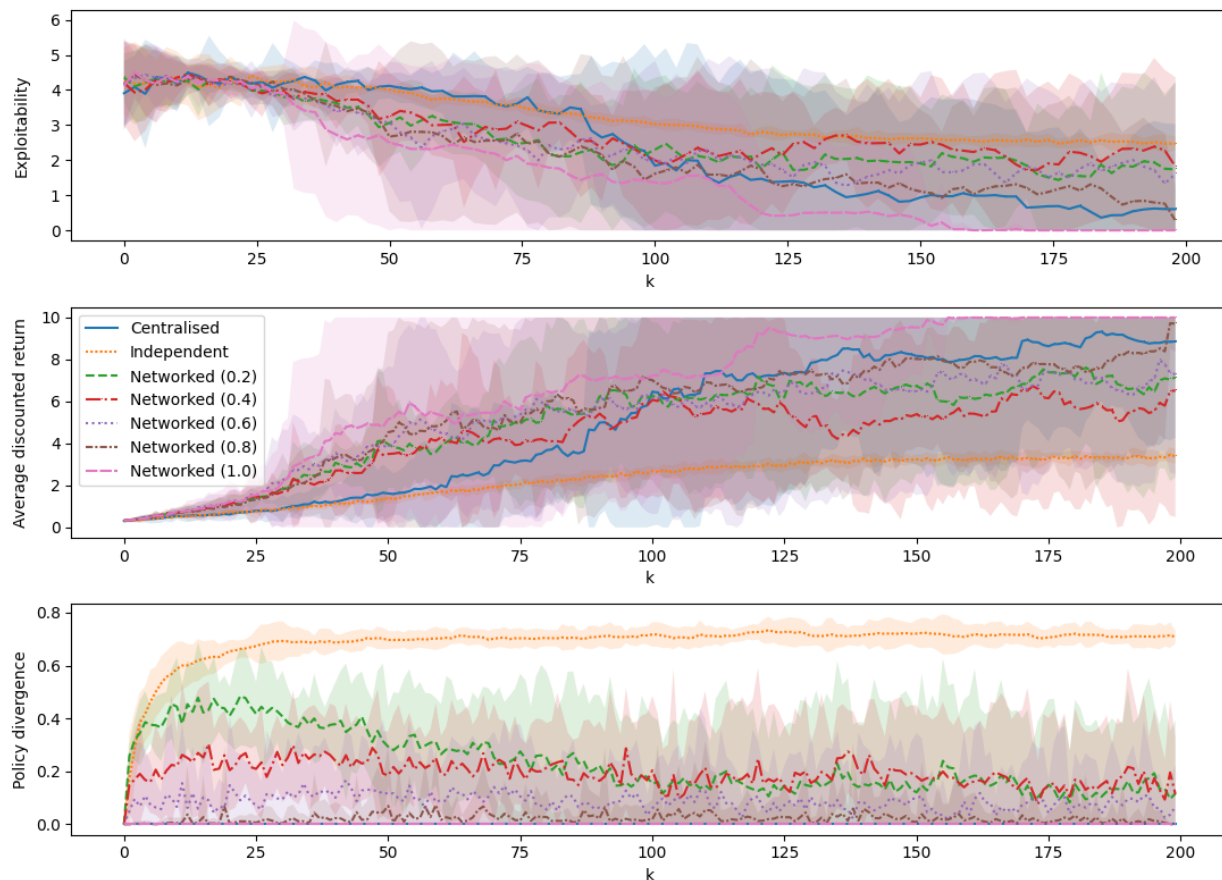 6
5
4
3
2
1
0
Exploitability
0 25 50 75 100 125 150 175 200
k
10
8
6
4
2
0
Average discounted return
Centralised
Independent
Networked (0.2)
Networked (0.4)
Networked (0.6)
Networked (0.8)
Networked (1.0)
0 25 50 75 100 125 150 175 200
k
0.8
0.6
0.4
0.2
0.0
Policy divergence
0 25 50 75 100 125 150 175 200
k